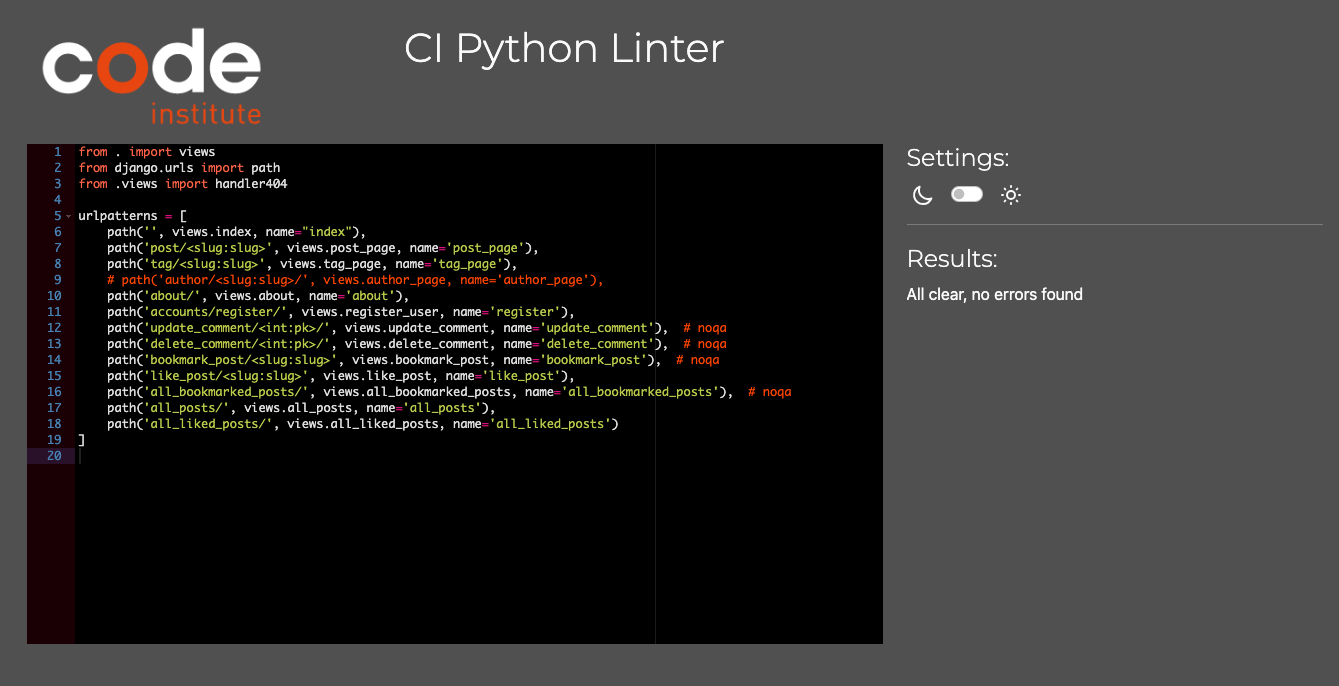 code
institute
CI Python Linter
1 from . import views
2 from django.urls import path
3 from .views import handler404
4
5 urlpatterns = [
6     path('', views.index, name="index"),
7     path('post/<slug:slug>', views.post_page, name='post_page'),
8     path('tag/<slug:slug>', views.tag_page, name='tag_page'),
9     # path('author/<slug:slug>/', views.author_page, name='author_page'),
10     path('about/', views.about, name='about'),
11     path('accounts/register/', views.register_user, name='register'),
12     path('update_comment/<int:pk>/', views.update_comment, name='update_comment'),  # noqa
13     path('delete_comment/<int:pk>/', views.delete_comment, name='delete_comment'),  # noqa
14     path('bookmark_post/<slug:slug>', views.bookmark_post, name='bookmark_post'),  # noqa
15     path('like_post/<slug:slug>', views.like_post, name='like_post'),
16     path('all_bookmarked_posts/', views.all_bookmarked_posts, name='all_bookmarked_posts'),  # noqa
17     path('all_posts/', views.all_posts, name='all_posts'),
18     path('all_liked_posts/', views.all_liked_posts, name='all_liked_posts')
19 ]
20
Settings:
Results:
All clear, no errors found